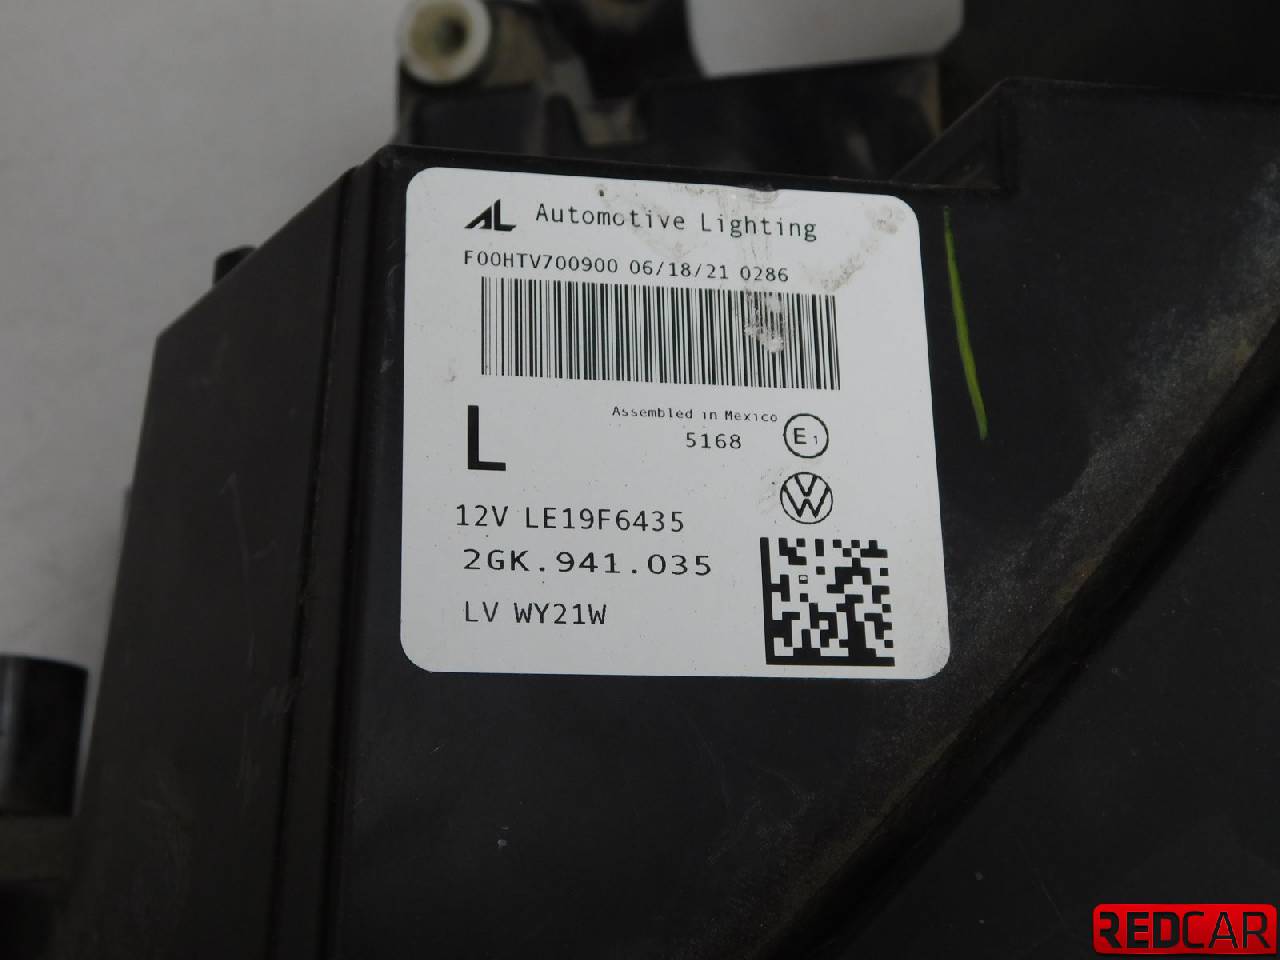 AL Automotive Lighting
F00HTV700900 06/18/21 0286
Assembled in Mexico
L
5168 E1
12V LE19F6435
2GK.941.035
LV WY21W
REDCAR